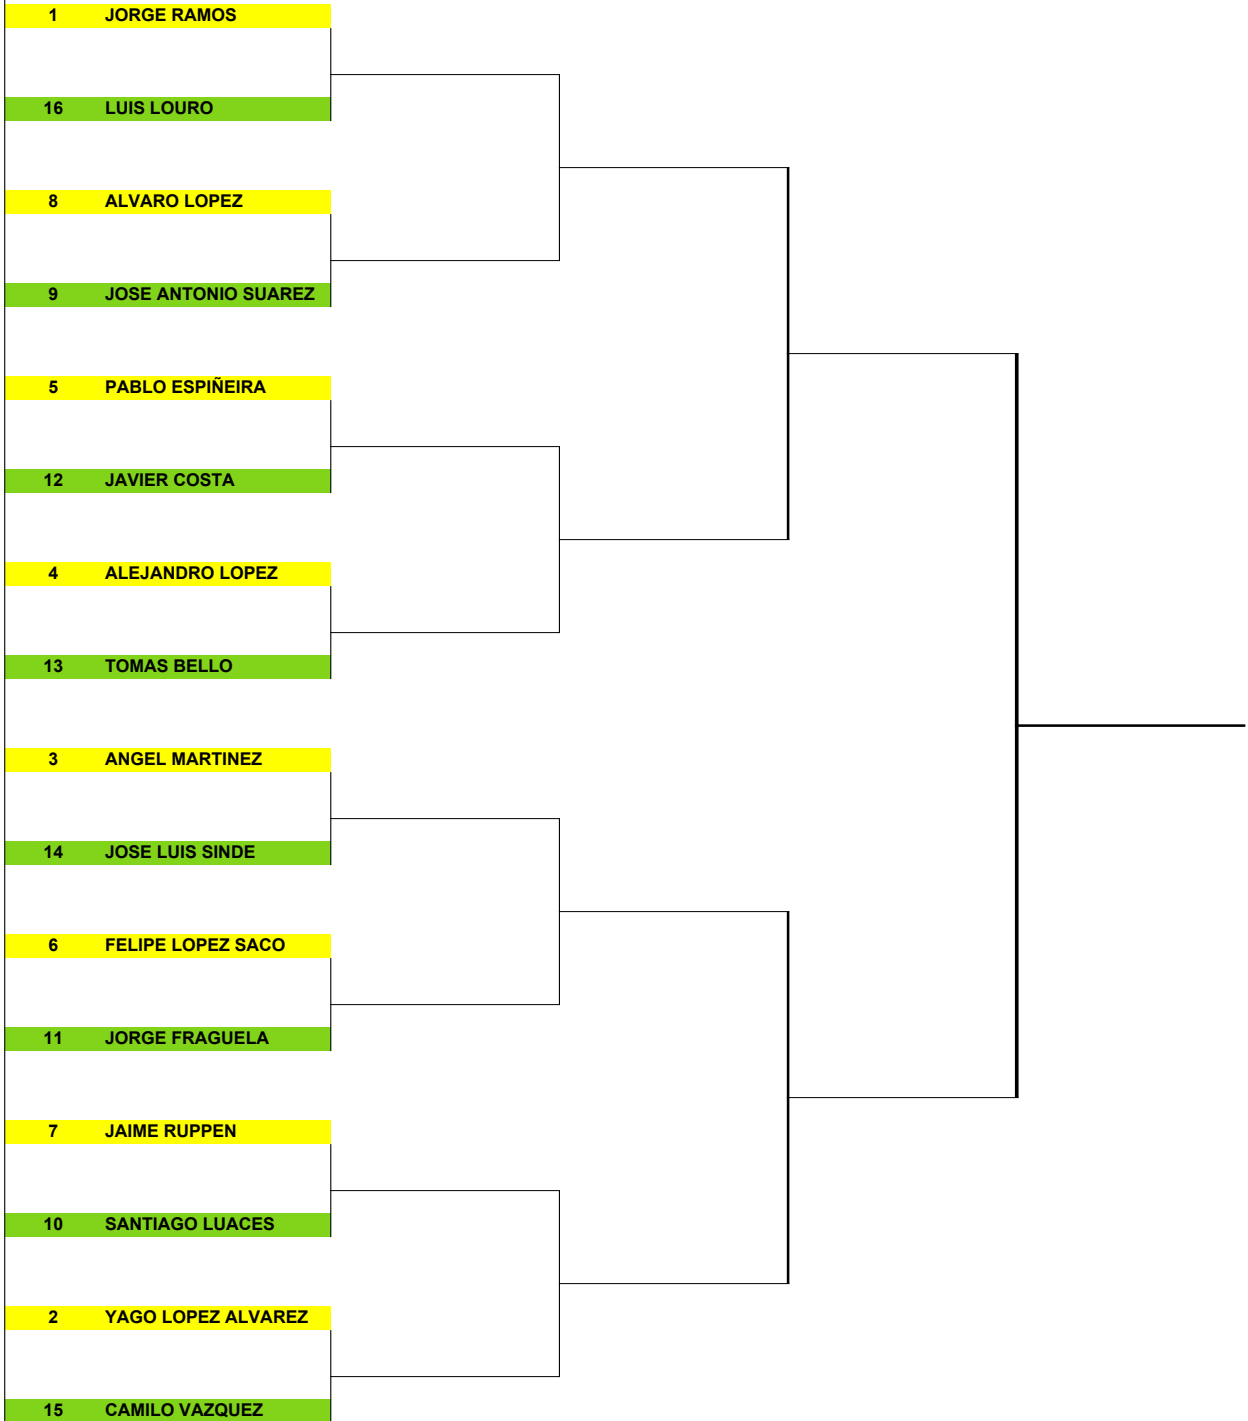 1 JORGE RAMOS
16 LUIS LOURO
8 ALVARO LOPEZ
9 JOSE ANTONIO SUAREZ
5 PABLO ESPIÑEIRA
12 JAVIER COSTA
4 ALEJANDRO LOPEZ
13 TOMAS BELLO
3 ANGEL MARTINEZ
14 JOSE LUIS SINDE
6 FELIPE LOPEZ SACO
11 JORGE FRAGUELA
7 JAIME RUPPEN
10 SANTIAGO LUACES
2 YAGO LOPEZ ALVAREZ
15 CAMILO VAZQUEZ